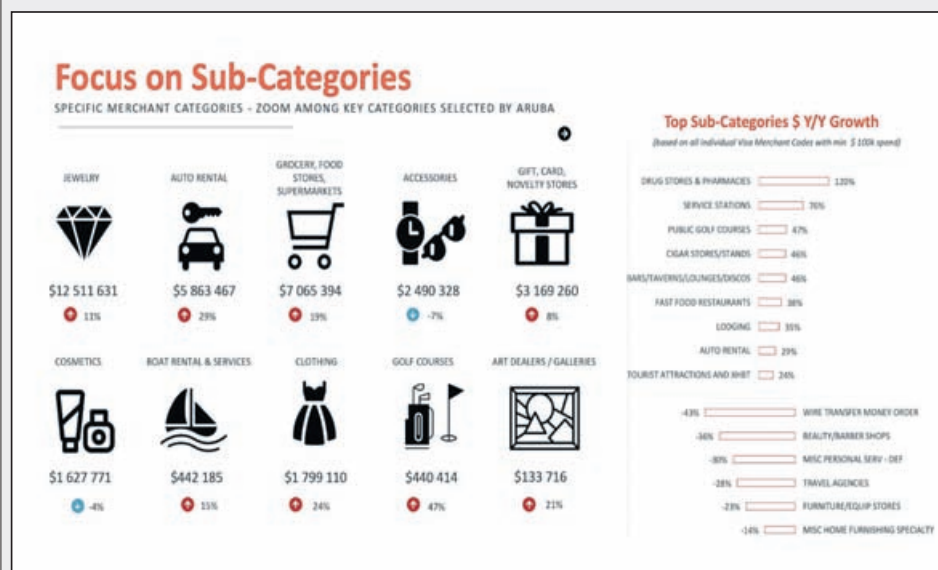 Focus on Sub-Categories
SPECIFIC MERCHANT CATEGORIES - ZOOM AMONG KEY CATEGORIES SELECTED BY ARUBA
JEWELRY
$12 511 631
11%
AUTO RENTAL
$5 863 467
29%
GROCERY, FOOD
STORES,
SUPERMARKETS
$7 065 394
19%
ACCESSORIES
$2 490 328
-7%
GIFT, CARD,
NOVELTY STORES
$3 169 260
8%
COSMETICS
$1 627 771
-4%
BOAT RENTAL & SERVICES
$442 185
15%
CLOTHING
$1 799 110
24%
GOLF COURSES
$440 414
47%
ART DEALERS / GALLERIES
$133 716
21%
Top Sub-Categories $ Y/Y Growth
(based on all individual Visa Merchant Codes with min $ 100k spend)
DRUG STORES & PHARMACIES 120%
SERVICE STATIONS 76%
PUBLIC GOLF COURSES 47%
CIGAR STORES/STANDS 46%
BARS/TAVERNS/LOUNGES/DISCOS 46%
FAST FOOD RESTAURANTS 38%
LODGING 35%
AUTO RENTAL 29%
TOURIST ATTRACTIONS AND XHBT 24%
-43% WIRE TRANSFER MONEY ORDER
-36% BEAUTY/BARBER SHOPS
-30% MISC PERSONAL SERV - DEF
-28% TRAVEL AGENCIES
-23% FURNITURE/EQUIP STORES
-14% MISC HOME FURNISHING SPECIALTY